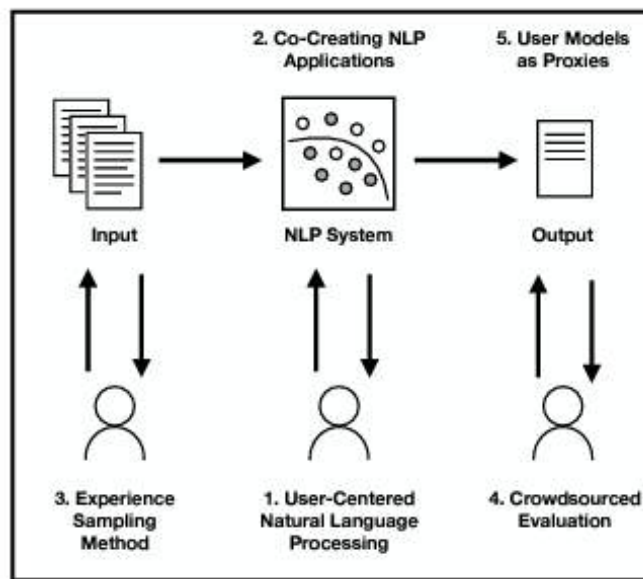 2. Co-Creating NLP
Applications
5. User Models
as Proxies
Input
NLP System
Output
3. Experience
Sampling
Method
1. User-Centered
Natural Language
Processing
4. Crowdsourced
Evaluation